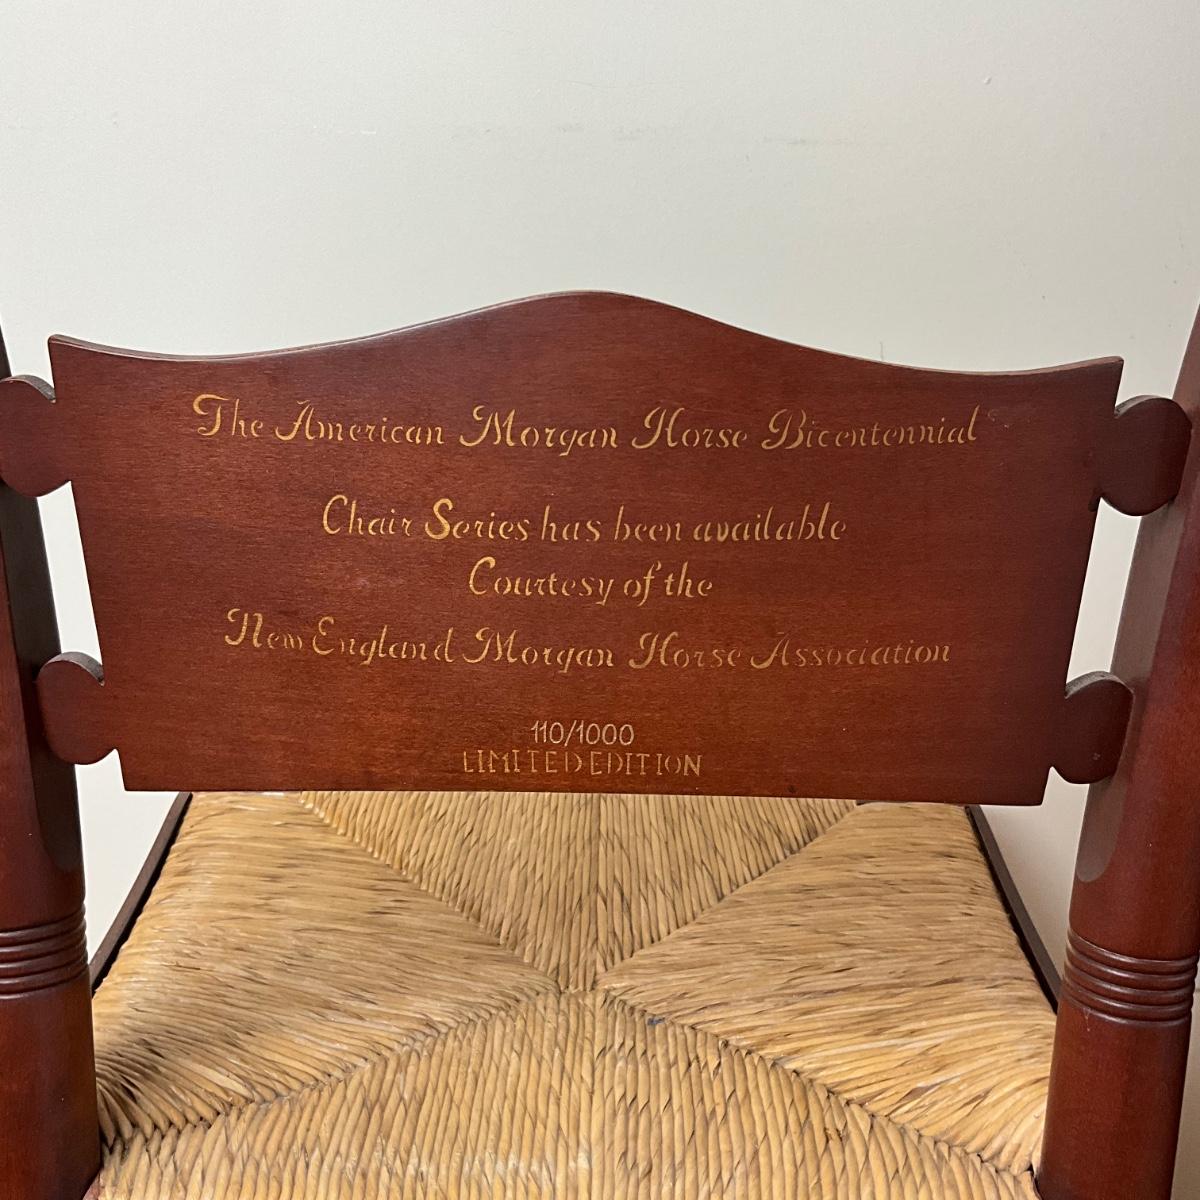 The American Morgan Horse Bicentennial
Chair Series has been available
Courtesy of the
New England Morgan Horse Association
110/1000
LIMITED EDITION